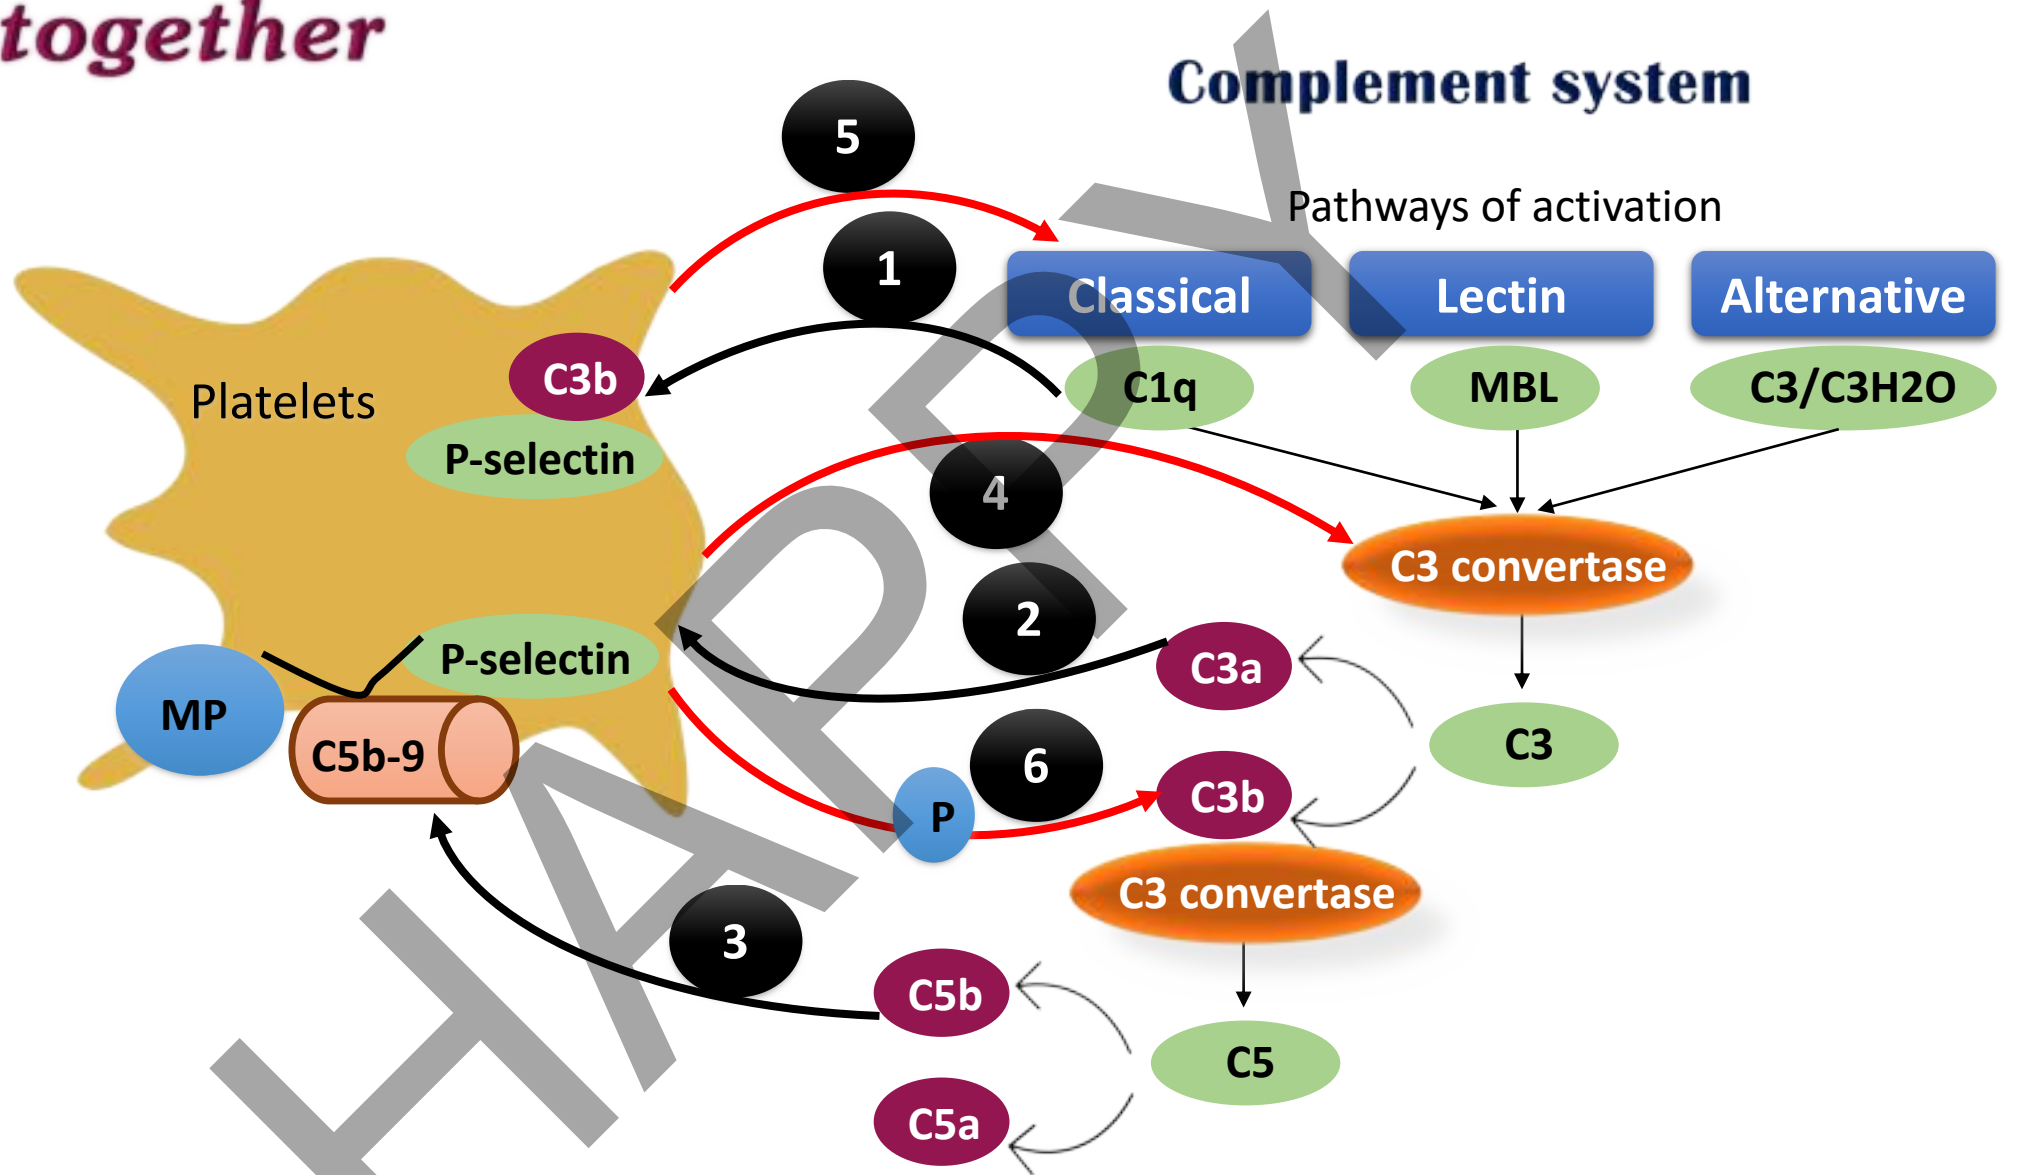 together
Complement system
5
Pathways of activation
1
Classical
Lectin
Alternative
C3b
Platelets
C1q
MBL
C3/C3H2O
P-selectin
4
C3 convertase
2
P-selectin
C3a
MP
C3
C5b-9
6
C3b
P
C3 convertase
3
C5b
C5
C5a